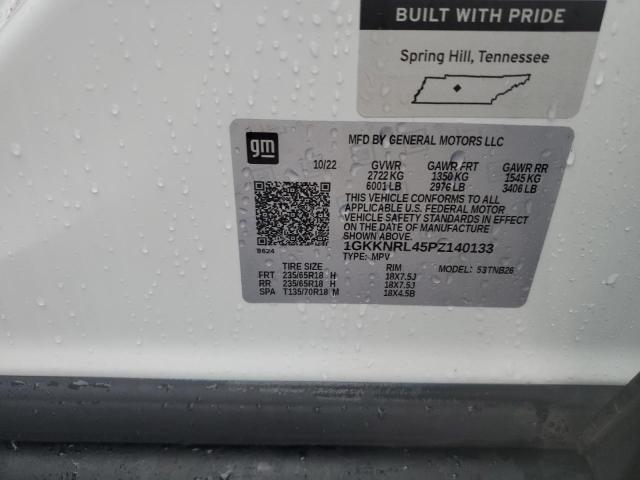 BUILT WITH PRIDE
Spring Hill, Tennessee
gm
MFD BY GENERAL MOTORS LLC
10/22 GVWR GAWR FRT GAWR RR
2722 KG 1350 KG 1545 KG
6001 LB 2976 LB 3406 LB
THIS VEHICLE CONFORMS TO ALL
APPLICABLE U.S. FEDERAL MOTOR
VEHICLE SAFETY STANDARDS IN EFFECT
ON THE DATE OF MANUFACTURE
SHOWN ABOVE.
B624
1GKKNRL45PZ140133
TYPE: MPV
TIRE SIZE RIM MODEL: 53TNB26
FRT 235/65R18 H 18X7.5J
RR 235/65R18 H 18X7.5J
SPA T135/70R18 M 18X4.5B